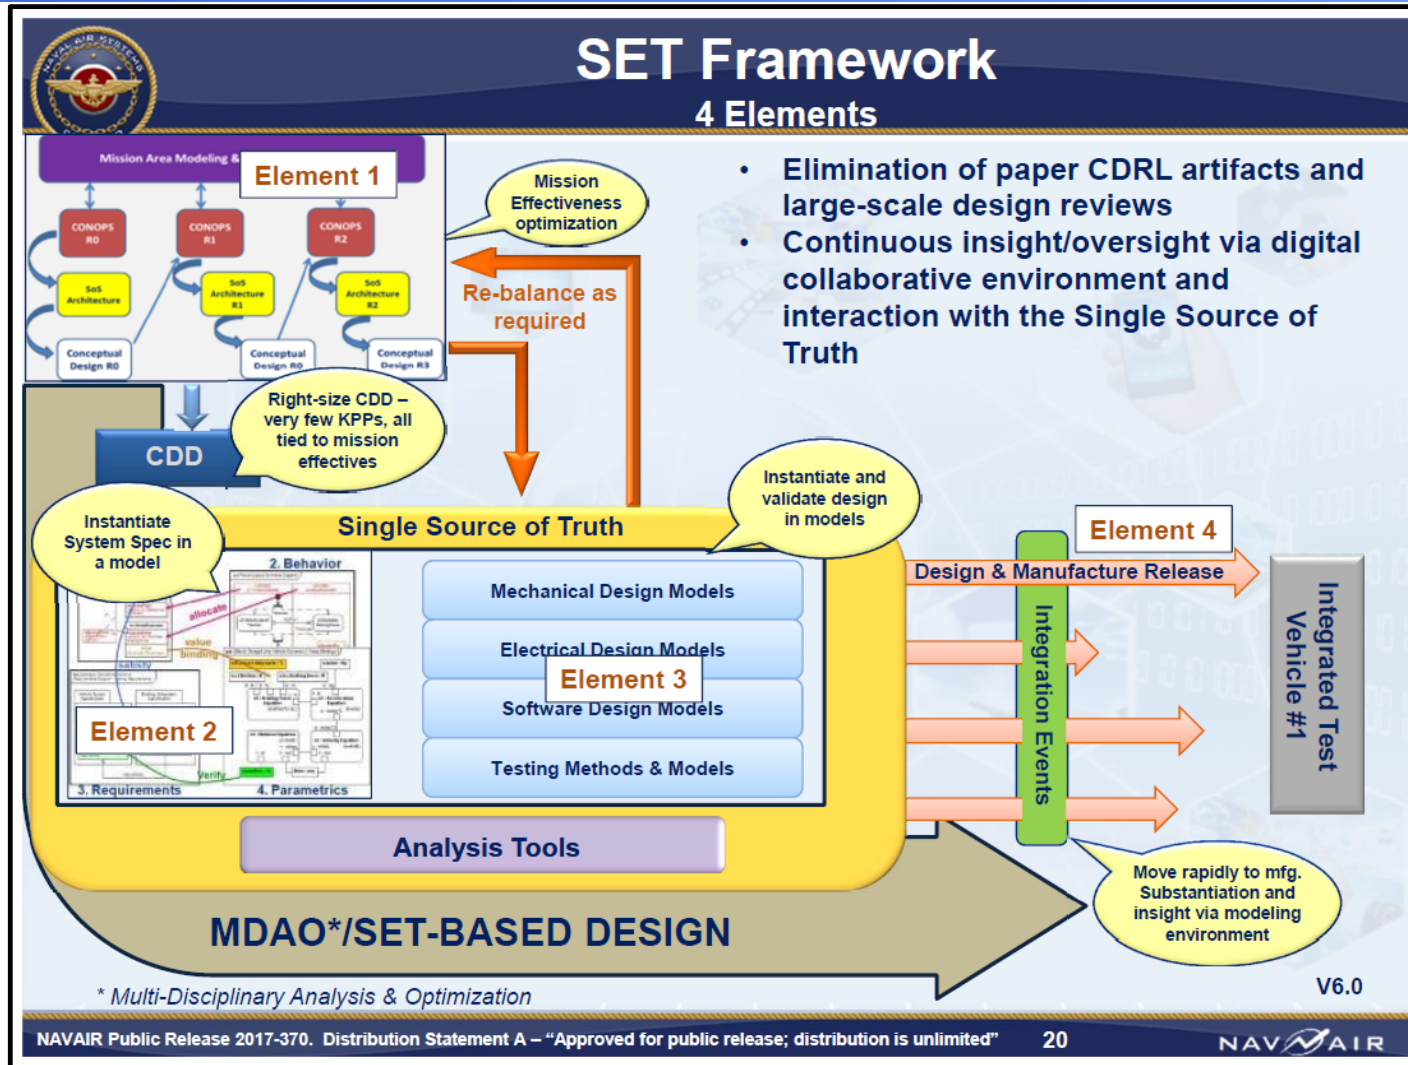 SET Framework
4 Elements
NAVAL AIR SYSTEMS
Mission Area Modeling &
Element 1
CONOPS
R0
CONOPS
R1
CONOPS
R2
SoS
Architecture
SoS
Architecture
R1
SoS
Architecture
R2
Conceptual
Design R0
Conceptual
Design R0
Conceptual
Design R3
Mission
Effectiveness
optimization
Re-balance as
required
• Elimination of paper CDRL artifacts and
large-scale design reviews
• Continuous insight/oversight via digital
collaborative environment and
interaction with the Single Source of
Truth
CDD
Right-size CDD –
very few KPPs, all
tied to mission
effectives
Instantiate
System Spec in
a model
Single Source of Truth
Instantiate and
validate design
in models
2. Behavior
allocate
value
binding
satisfy
Element 2
Verify
3. Requirements
4. Parametrics
Mechanical Design Models
Electrical Design Models
Element 3
Software Design Models
Testing Methods & Models
Analysis Tools
Element 4
Design & Manufacture Release
Integration Events
Integrated Test
Vehicle #1
Move rapidly to mfg.
Substantiation and
insight via modeling
environment
MDAO*/SET-BASED DESIGN
* Multi-Disciplinary Analysis & Optimization
V6.0
NAVAIR Public Release 2017-370. Distribution Statement A – “Approved for public release; distribution is unlimited”
20
NAVAIR